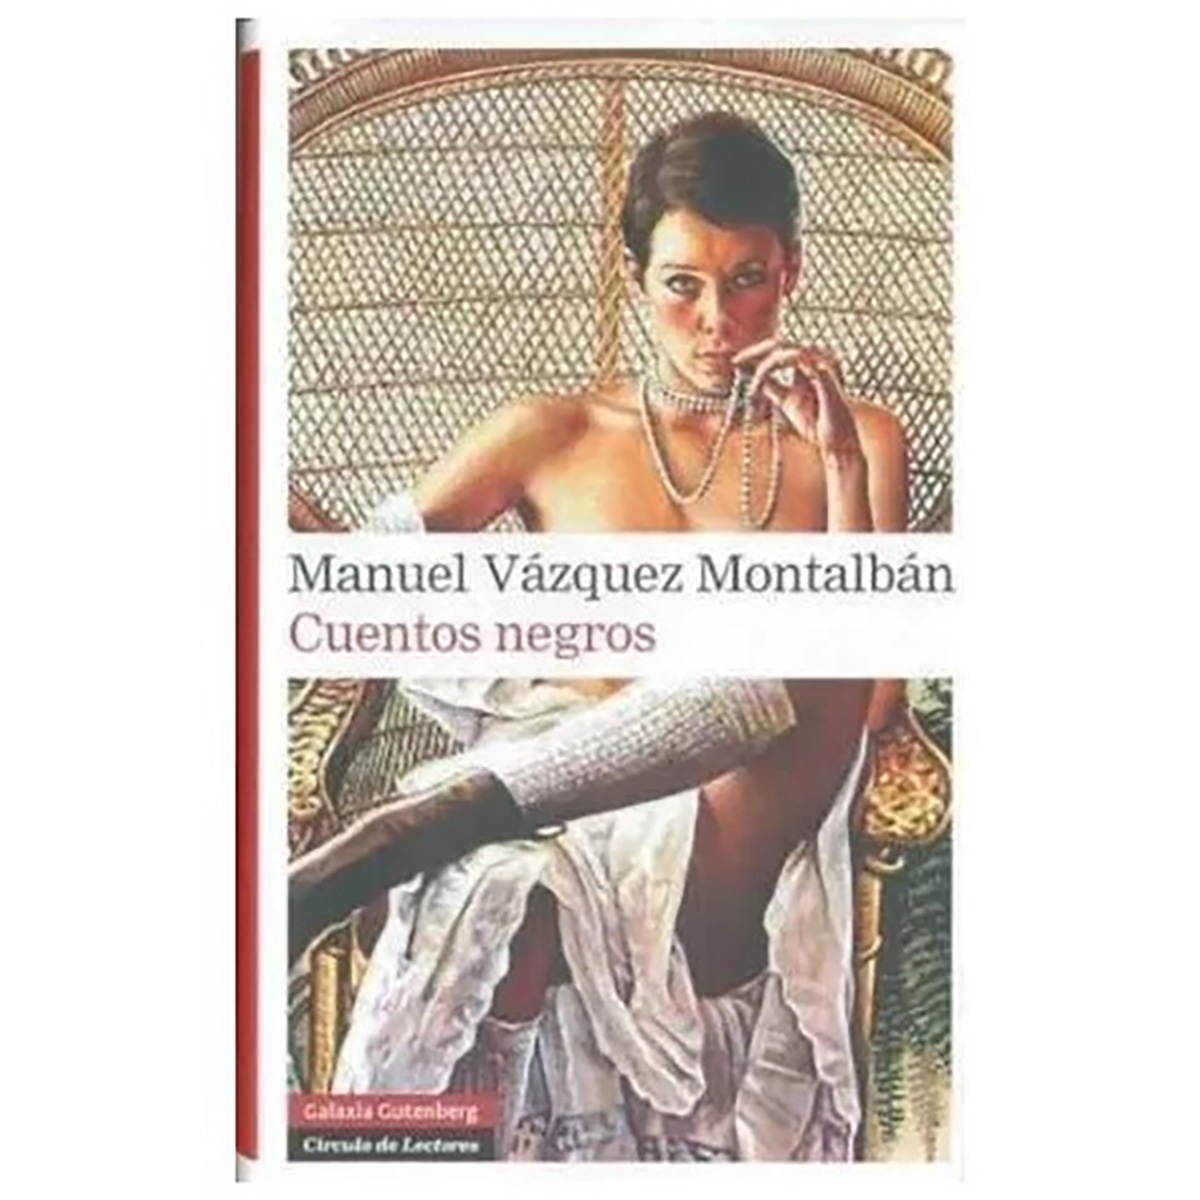 Manuel Vázquez Montalbán
Cuentos negros
Galaxia Gutenberg
Círculo de Lectores